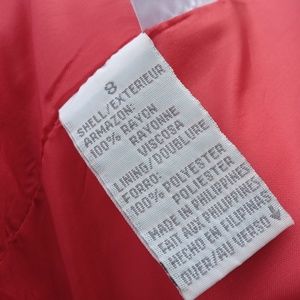 8
SHELL/EXTERIEUR
ARMAZON:
100% RAYON
RAYONNE
VISCOSA
LINING/DOUBLURE
FORRO:
100% POLYESTER
POLIESTER
MADE IN PHILIPPINES
FAIT AUX PHILIPPINES
HECHO EN FILIPINAS
OVER/AU VERSO